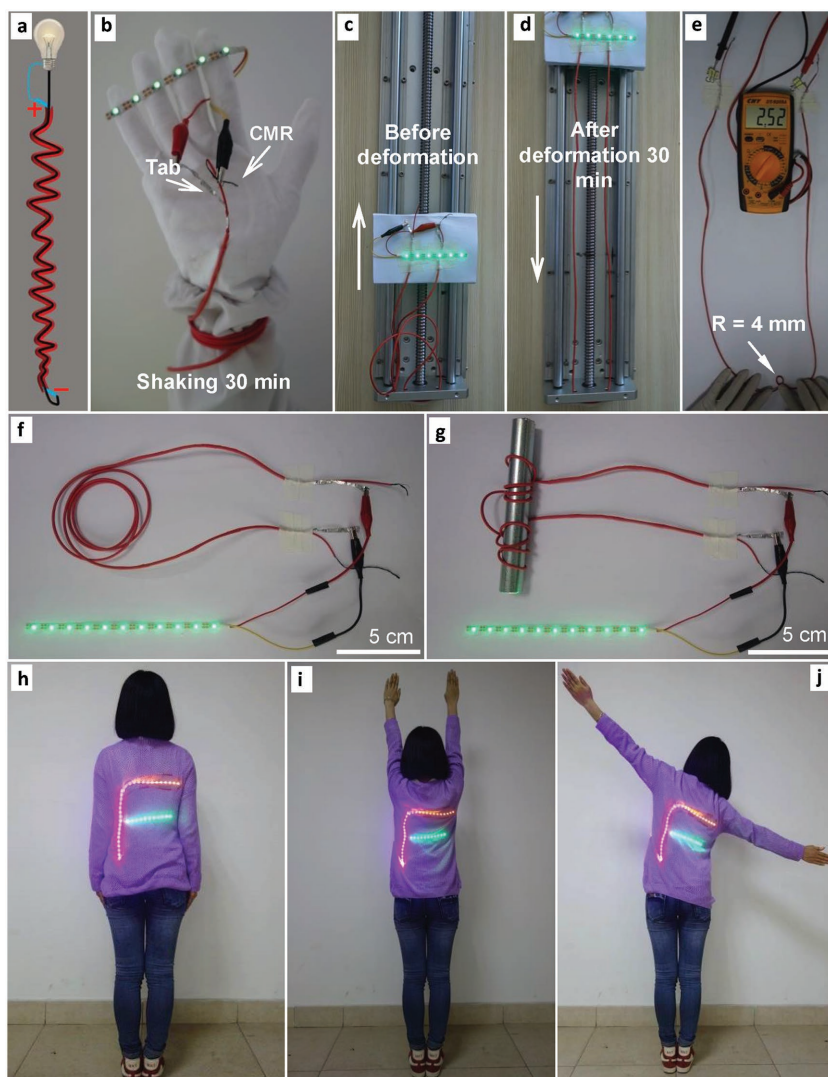 a
+
−
b
CMR
Tab
Shaking 30 min
c
Before
deformation
d
After
deformation 30
min
e
2.52
R = 4 mm
f
5 cm
g
5 cm
h
i
j